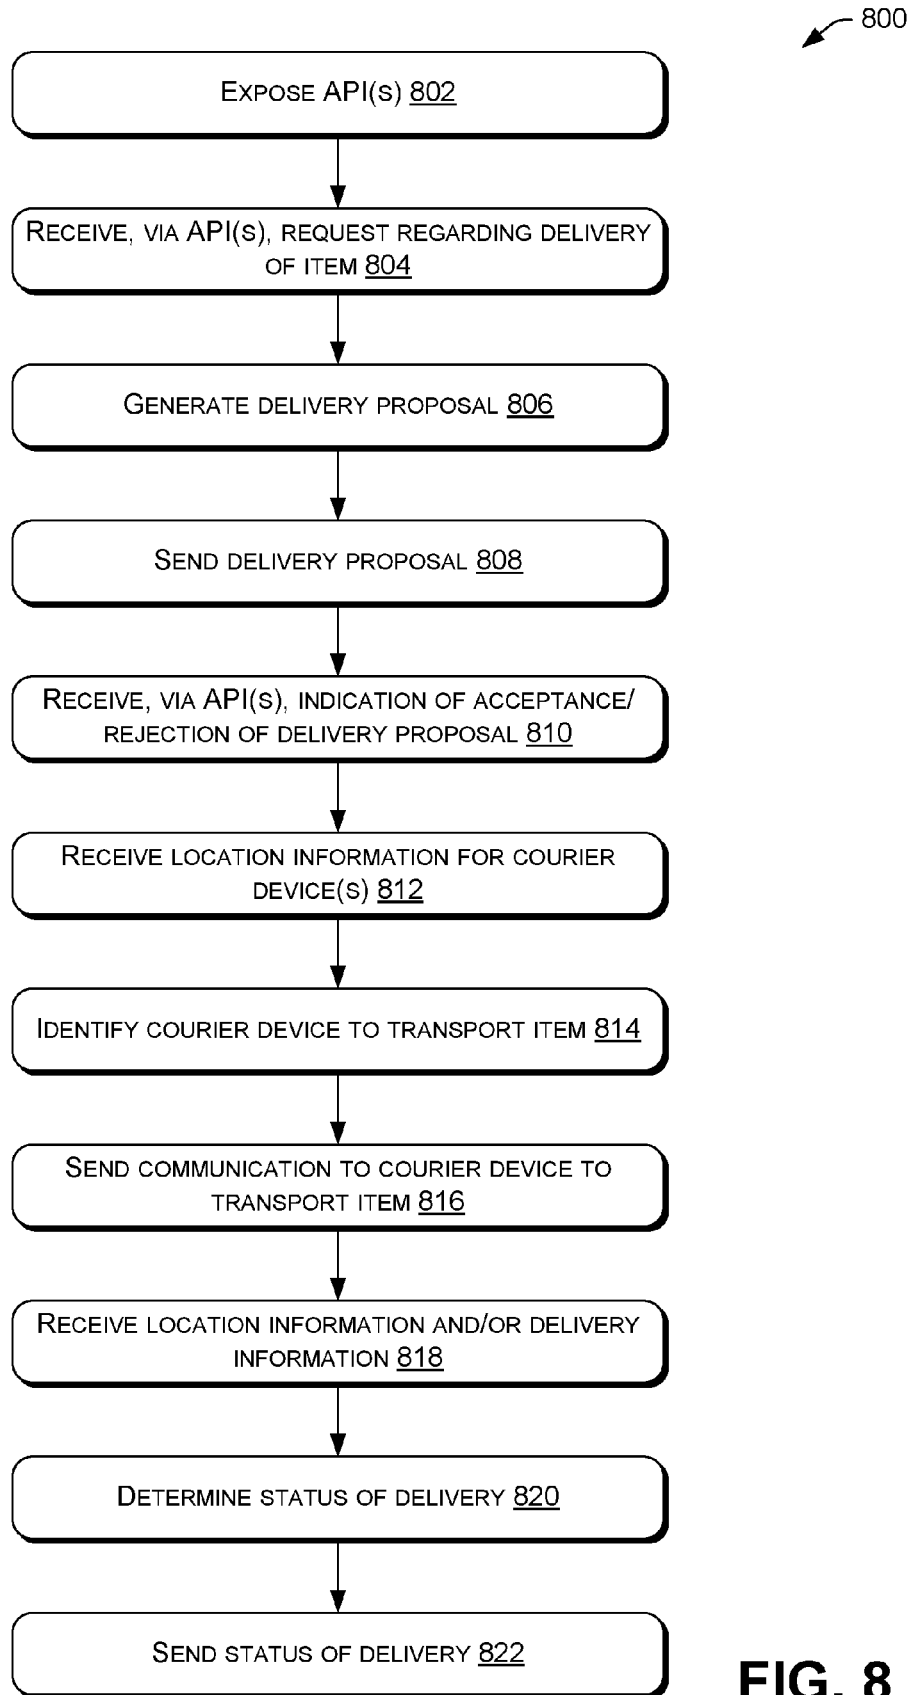 800
EXPOSE API(S) 802
RECEIVE, VIA API(S), REQUEST REGARDING DELIVERY
OF ITEM 804
GENERATE DELIVERY PROPOSAL 806
SEND DELIVERY PROPOSAL 808
RECEIVE, VIA API(S), INDICATION OF ACCEPTANCE/
REJECTION OF DELIVERY PROPOSAL 810
RECEIVE LOCATION INFORMATION FOR COURIER
DEVICE(S) 812
IDENTIFY COURIER DEVICE TO TRANSPORT ITEM 814
SEND COMMUNICATION TO COURIER DEVICE TO
TRANSPORT ITEM 816
RECEIVE LOCATION INFORMATION AND/OR DELIVERY
INFORMATION 818
DETERMINE STATUS OF DELIVERY 820
SEND STATUS OF DELIVERY 822
FIG. 8